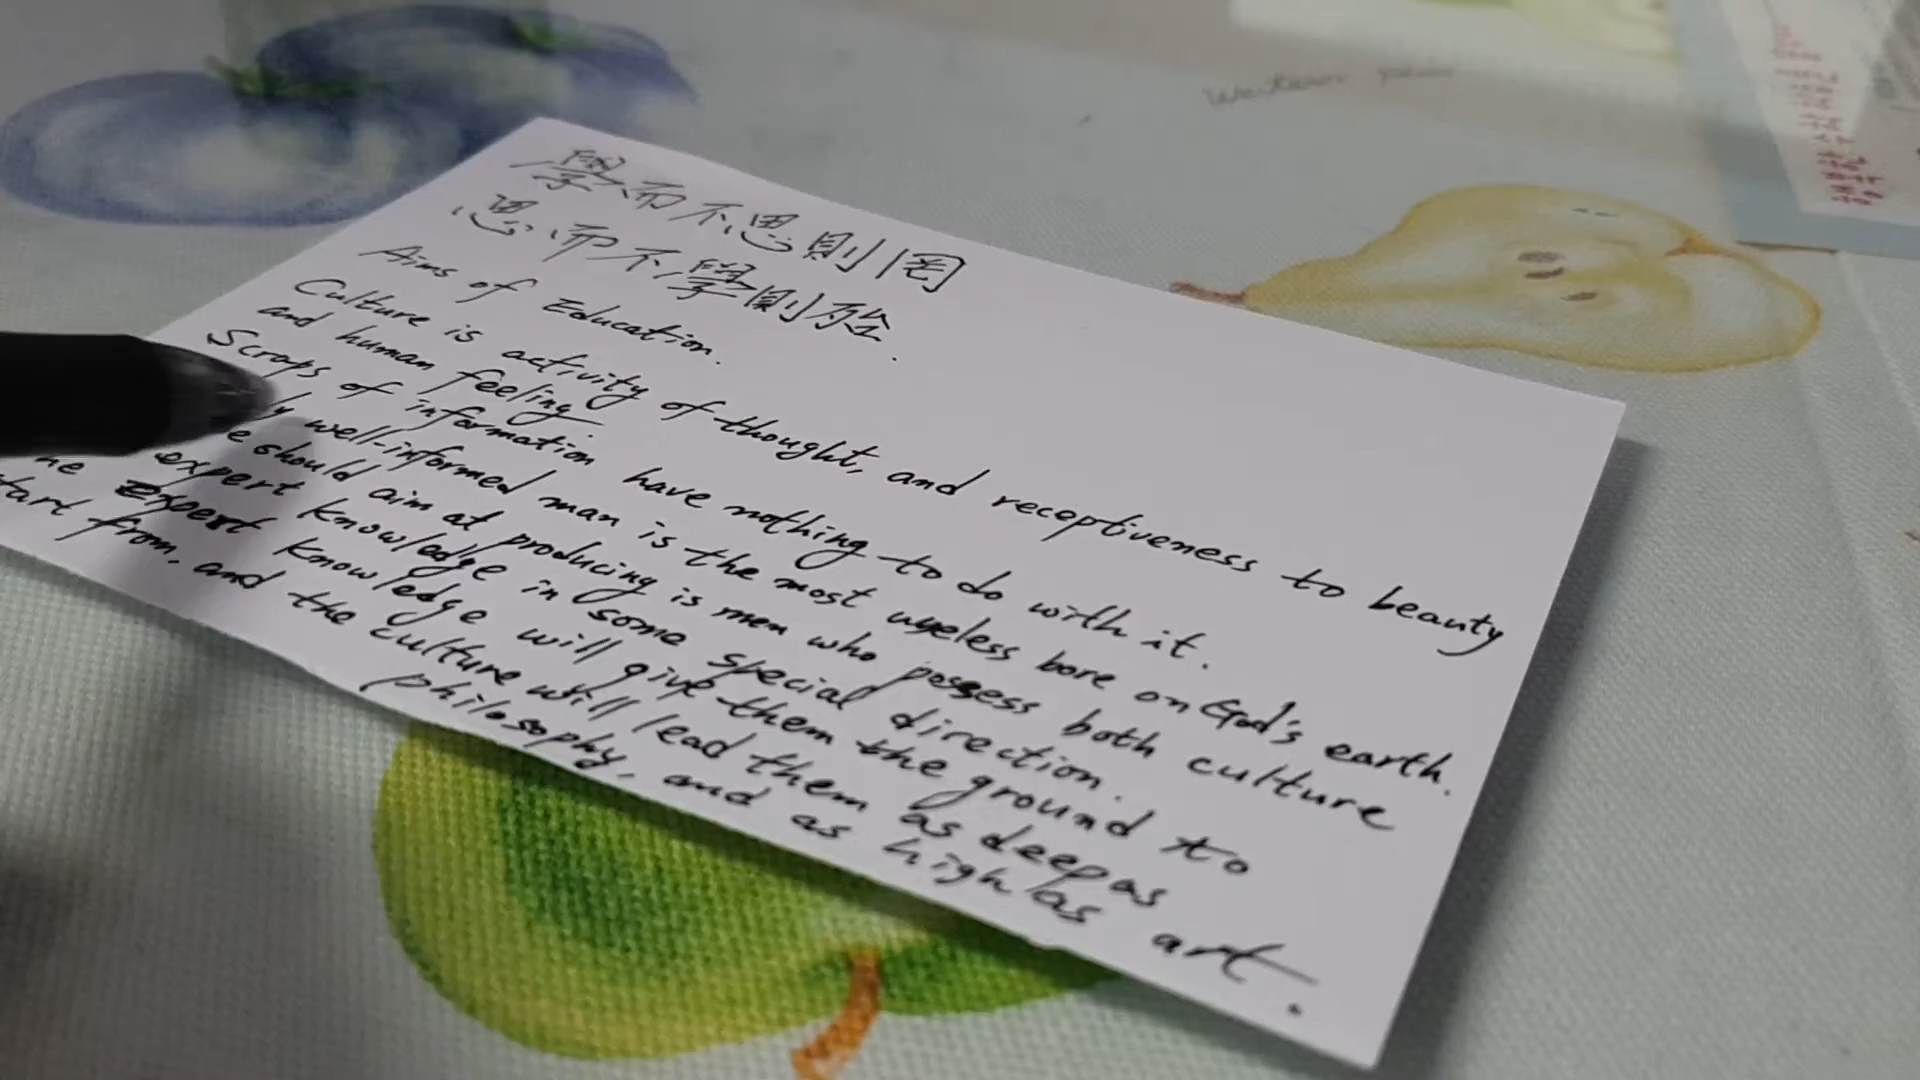 學而不思則罔
思而不學則殆.
Aims of Education.
Culture is activity of thought, and receptiveness to beauty
and human feeling
Scraps of information have nothing to do with it.
well-informed man is the most useless bore on God's earth.
should aim at producing is men who possess both culture
expert knowledge in some special direction.
expert knowledge will give them the ground to
from, and the culture will lead them as deep as
philosophy, and as high as art.